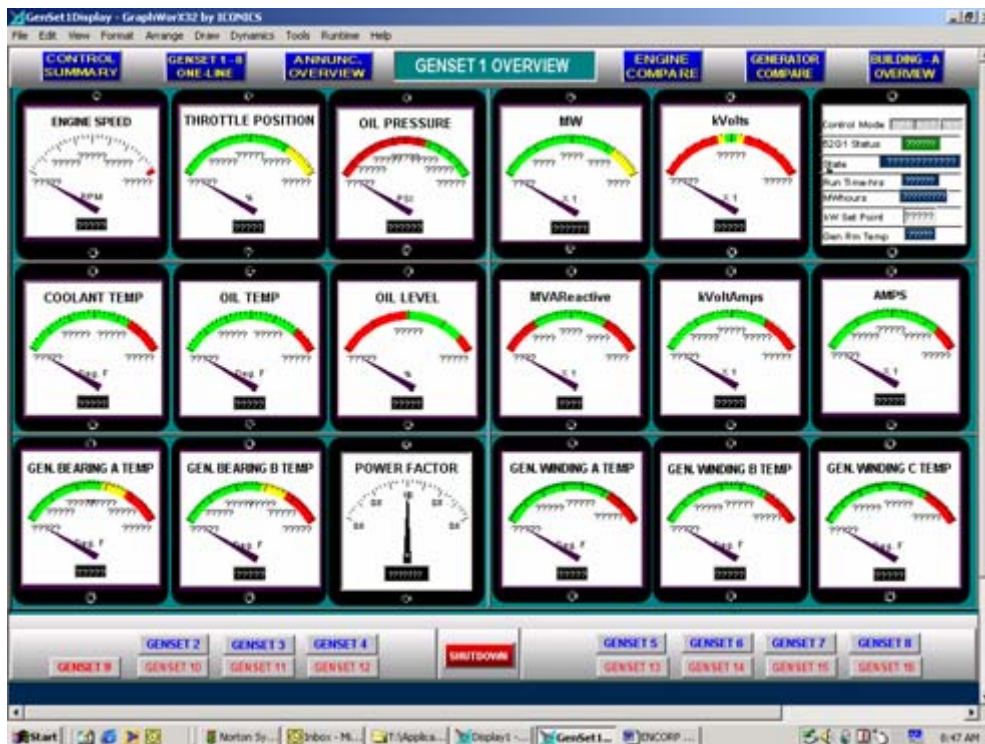 GenSet1Display - GraphWorX32 by ICONICS
File Edit View Format Arrange Draw Dynamics Tools Runtime Help
CONTROL SUMMARY
GENSET 1 - 8 ONE-LINE
ANNUNC. OVERVIEW
GENSET 1 OVERVIEW
ENGINE COMPARE
GENERATOR COMPARE
BUILDING - A OVERVIEW
ENGINE SPEED
????? ?????
????? ?????
RPM
?????
THROTTLE POSITION
????? ?????
????? ?????
%
?????
OIL PRESSURE
????? ?????
PSI
?????
MW
????? ?????
????? ?????
X 1
?????
kVolts
????? ?????
????? ?????
X 1
?????
Control Mode
52G1 Status ??????
State ?????????????
Run Time-hrs ??????
MWhours ?????????
kW Set Point ?????
Gen Rm Temp ?????
COOLANT TEMP
????? ?????
????? ?????
Deg. F
?????
OIL TEMP
????? ?????
????? ?????
Deg. F
?????
OIL LEVEL
?????
????? ?????
%
?????
MVAReactive
????? ?????
????? ?????
X 1
????
kVoltAmps
????? ?????
????? ?????
X 1
?????
AMPS
????? ?????
????? ?????
X 1
?????
GEN. BEARING A TEMP
????? ?????
Deg. F
?????
GEN. BEARING B TEMP
????? ?????
Deg. F
?????
POWER FACTOR
???????
GEN. WINDING A TEMP
????? ?????
????? ?????
Deg. F
?????
GEN. WINDING B TEMP
????? ?????
????? ?????
Deg. F
?????
GEN. WINDING C TEMP
????? ?????
????? ?????
Deg. F
?????
GENSET 2 GENSET 3 GENSET 4
GENSET 9 GENSET 10 GENSET 11 GENSET 12
SHUTDOWN
GENSET 5 GENSET 6 GENSET 7 GENSET 8
GENSET 13 GENSET 14 GENSET 15 GENSET 16
Start Norton Sy... Inbox - Mi... T:\Applica... Display1 -... GenSet1... ENCORP ... 8:47 AM